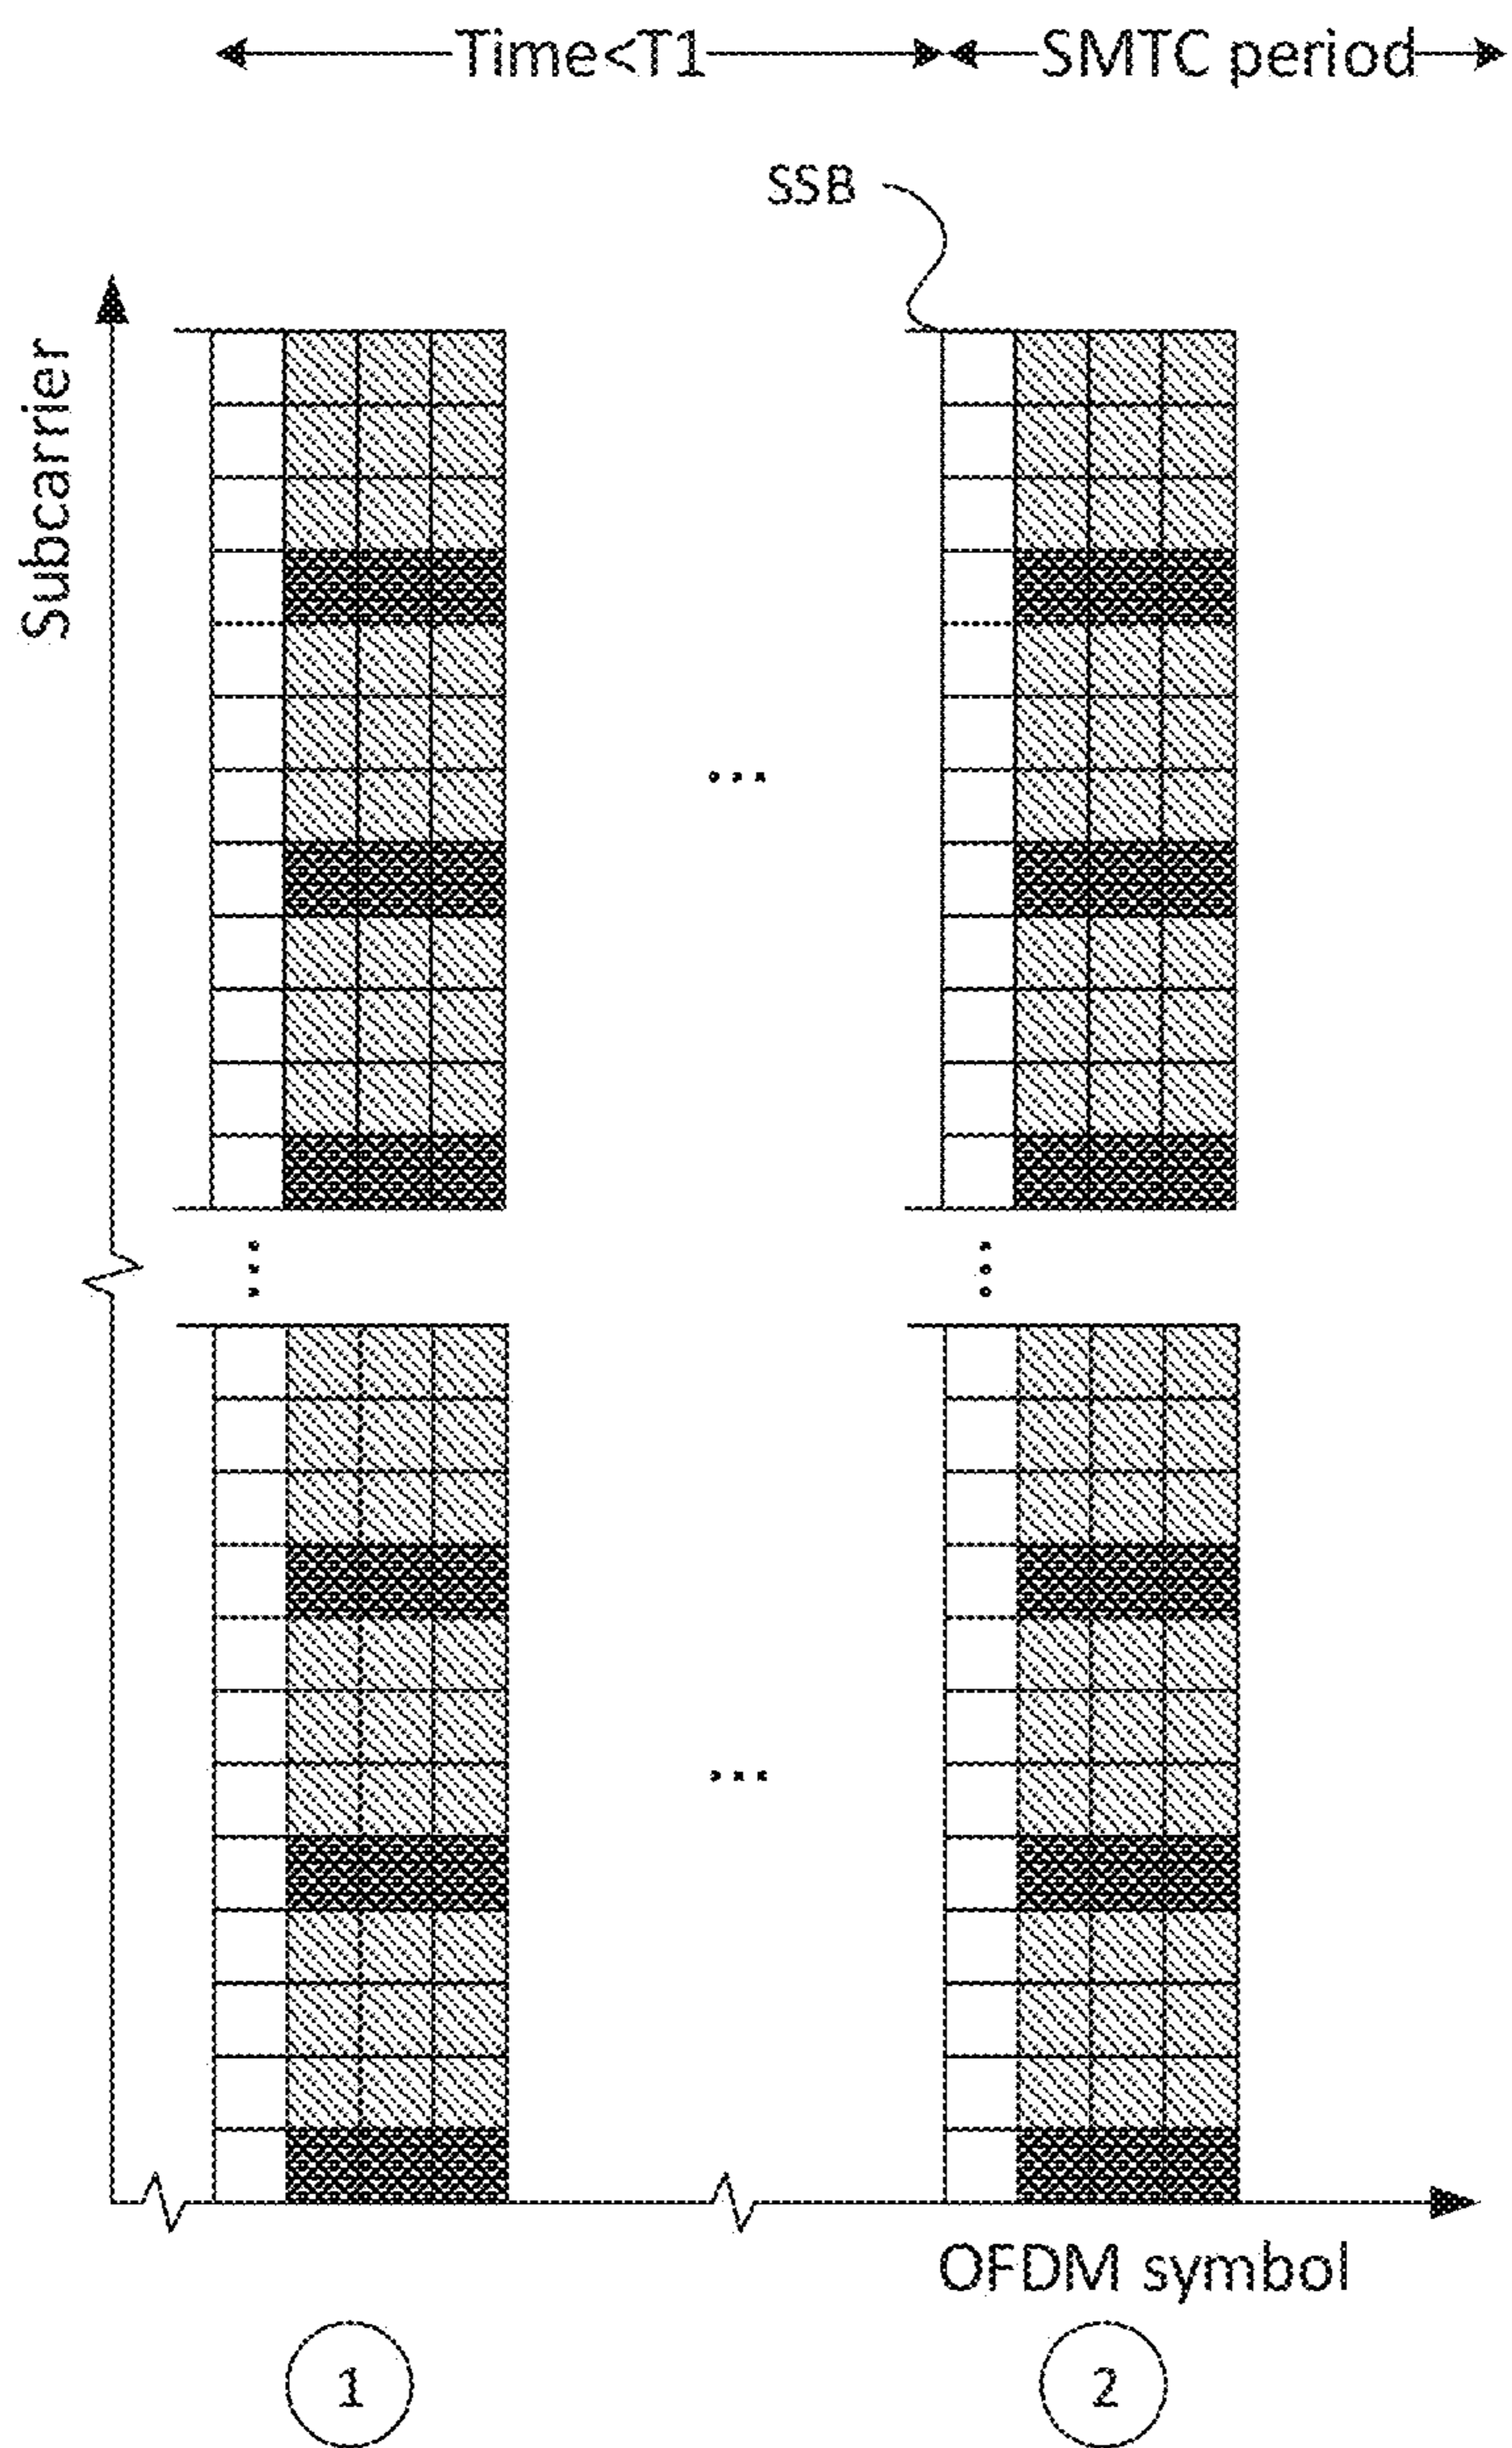 Time<T1
SMTC period
SSB
Subcarrier
OFDM symbol
1
2